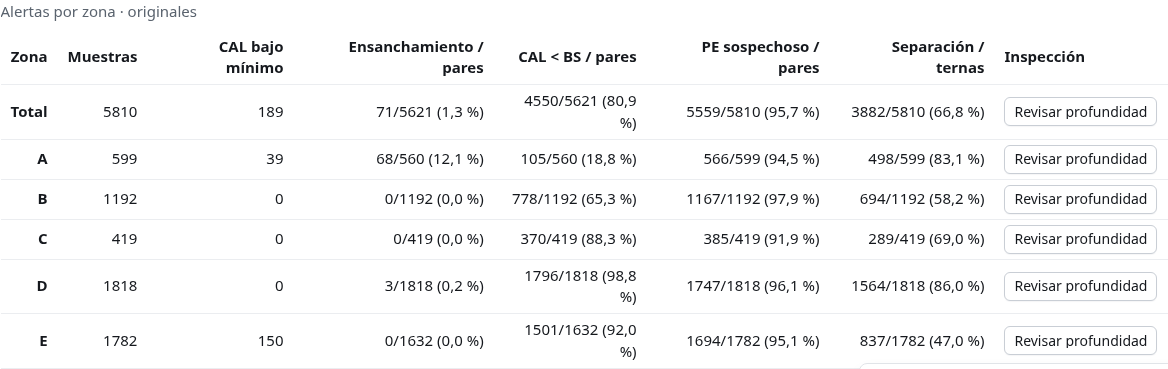 Alertas por zona · originales
Zona Muestras CAL bajo mínimo Ensanchamiento / pares CAL < BS / pares PE sospechoso / pares Separación / ternas Inspección
Total 5810 189 71/5621 (1,3 %) 4550/5621 (80,9 %) 5559/5810 (95,7 %) 3882/5810 (66,8 %) Revisar profundidad
A 599 39 68/560 (12,1 %) 105/560 (18,8 %) 566/599 (94,5 %) 498/599 (83,1 %) Revisar profundidad
B 1192 0 0/1192 (0,0 %) 778/1192 (65,3 %) 1167/1192 (97,9 %) 694/1192 (58,2 %) Revisar profundidad
C 419 0 0/419 (0,0 %) 370/419 (88,3 %) 385/419 (91,9 %) 289/419 (69,0 %) Revisar profundidad
D 1818 0 3/1818 (0,2 %) 1796/1818 (98,8 %) 1747/1818 (96,1 %) 1564/1818 (86,0 %) Revisar profundidad
E 1782 150 0/1632 (0,0 %) 1501/1632 (92,0 %) 1694/1782 (95,1 %) 837/1782 (47,0 %) Revisar profundidad